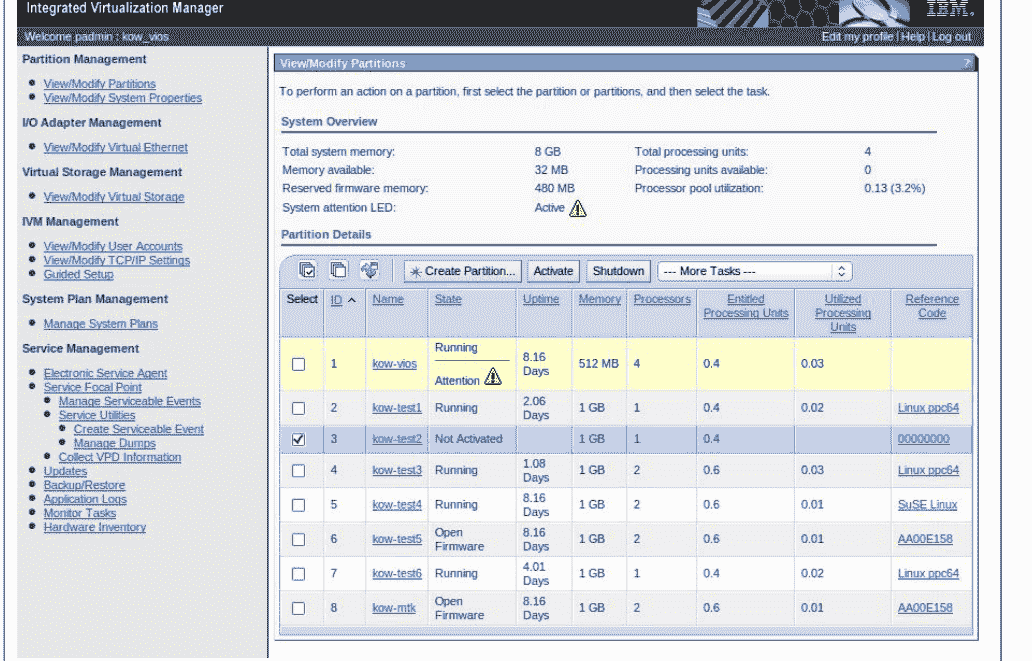 Integrated Virtualization Manager
IBM.
Welcome padmin : kow_vios
Edit my profile | Help | Log out
Partition Management
View/Modify Partitions
View/Modify System Properties
I/O Adapter Management
View/Modify Virtual Ethernet
Virtual Storage Management
View/Modify Virtual Storage
IVM Management
View/Modify User Accounts
View/Modify TCP/IP Settings
Guided Setup
System Plan Management
Manage System Plans
Service Management
Electronic Service Agent
Service Focal Point
Manage Serviceable Events
Service Utilities
Create Serviceable Event
Manage Dumps
Collect VPD Information
Updates
Backup/Restore
Application Logs
Monitor Tasks
Hardware Inventory
View/Modify Partitions ?
To perform an action on a partition, first select the partition or partitions, and then select the task.
System Overview
Total system memory: 8 GB Total processing units: 4
Memory available: 32 MB Processing units available: 0
Reserved firmware memory: 480 MB Processor pool utilization: 0.13 (3.2%)
System attention LED: Active
Partition Details
Create Partition... Activate Shutdown --- More Tasks ---
Select ID Name State Uptime Memory Processors Entitled Processing Units Utilized Processing Units Reference Code
1 kow-vios Running Attention 8.16 Days 512 MB 4 0.4 0.03
2 kow-test1 Running 2.06 Days 1 GB 1 0.4 0.02 Linux ppc64
3 kow-test2 Not Activated 1 GB 1 0.4 00000000
4 kow-test3 Running 1.08 Days 1 GB 2 0.6 0.03 Linux ppc64
5 kow-test4 Running 8.16 Days 1 GB 2 0.6 0.01 SuSE Linux
6 kow-test5 Open Firmware 8.16 Days 1 GB 2 0.6 0.01 AA00E158
7 kow-test6 Running 4.01 Days 1 GB 1 0.4 0.02 Linux ppc64
8 kow-mtk Open Firmware 8.16 Days 1 GB 2 0.6 0.01 AA00E158